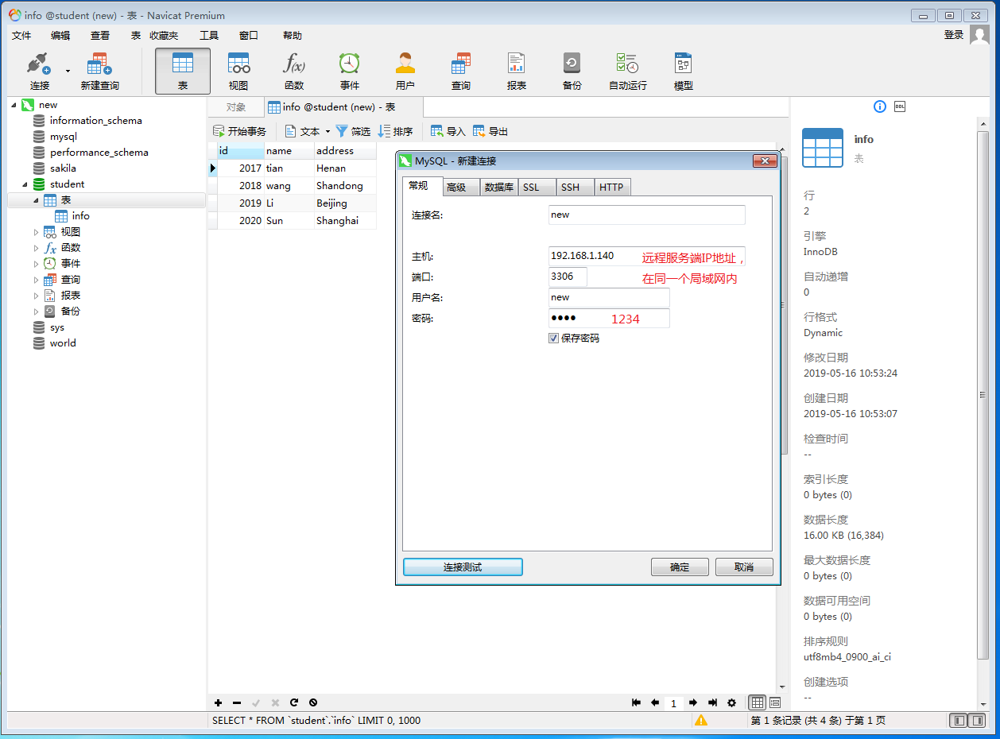 info @student (new) - 表 - Navicat Premium
文件 编辑 查看 表 收藏夹 工具 窗口 帮助 登录
连接 新建查询 表 视图 函数 事件 用户 查询 报表 备份 自动运行 模型
new
information_schema
mysql
performance_schema
sakila
student
表
info
视图
函数
事件
查询
报表
备份
sys
world
对象 info @student (new) - 表
开始事务 文本 筛选 排序 导入 导出
id name address
2017 tian Henan
2018 wang Shandong
2019 Li Beijing
2020 Sun Shanghai
MySQL - 新建连接
常规 高级 数据库 SSL SSH HTTP
连接名: new
主机: 192.168.1.140 远程服务端IP地址，
端口: 3306 在同一个局域网内
用户名: new
密码: ●●●● 1234
保存密码
连接测试 确定 取消
DDL
info
表
行
2
引擎
InnoDB
自动递增
0
行格式
Dynamic
修改日期
2019-05-16 10:53:24
创建日期
2019-05-16 10:53:07
检查时间
--
索引长度
0 bytes (0)
数据长度
16.00 KB (16,384)
最大数据长度
0 bytes (0)
数据可用空间
0 bytes (0)
排序规则
utf8mb4_0900_ai_ci
创建选项
--
1
SELECT * FROM `student`.`info` LIMIT 0, 1000 第 1 条记录 (共 4 条) 于第 1 页